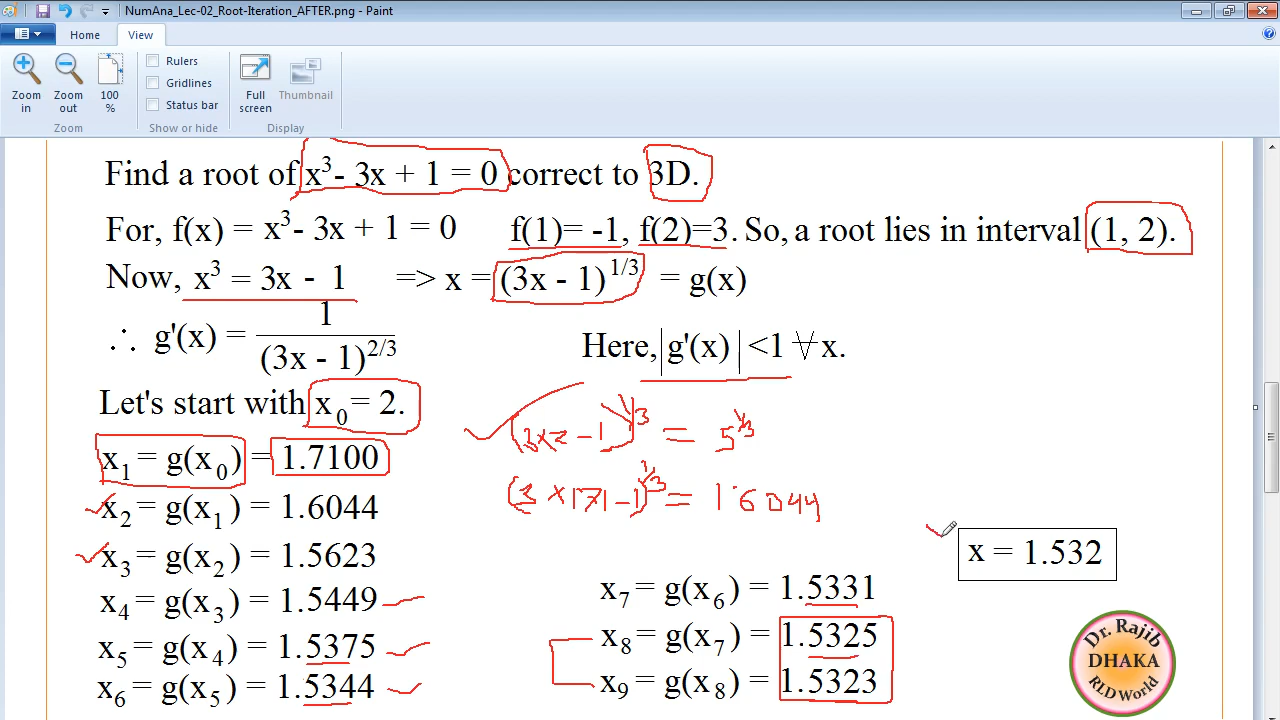 NumAna_Lec-02_Root-Iteration_AFTER.png - Paint
Home View
Zoom in Zoom out 100 % Rulers Gridlines Status bar Full screen Thumbnail
Zoom Show or hide Display
Find a root of x³- 3x + 1 = 0 correct to 3D.
For, f(x) = x³- 3x + 1 = 0 f(1)= -1, f(2)=3. So, a root lies in interval (1, 2).
Now, x³ = 3x - 1 => x = (3x - 1)^1/3 = g(x)
∴ g'(x) = 1 / (3x - 1)^2/3 Here, |g'(x)| <1 ∀ x.
Let's start with x₀ = 2.
(3x2 - 1)^1/3 = 5^1/3
x₁ = g(x₀) = 1.7100
(3 x 1.71 - 1)^1/3 = 1.6044
x₂ = g(x₁) = 1.6044
x₃ = g(x₂) = 1.5623
x = 1.532
x₄ = g(x₃) = 1.5449
x₅ = g(x₄) = 1.5375
x₆ = g(x₅) = 1.5344
x₇ = g(x₆) = 1.5331
x₈ = g(x₇) = 1.5325
x₉ = g(x₈) = 1.5323
Dr. Rajib
DHAKA
RLD World